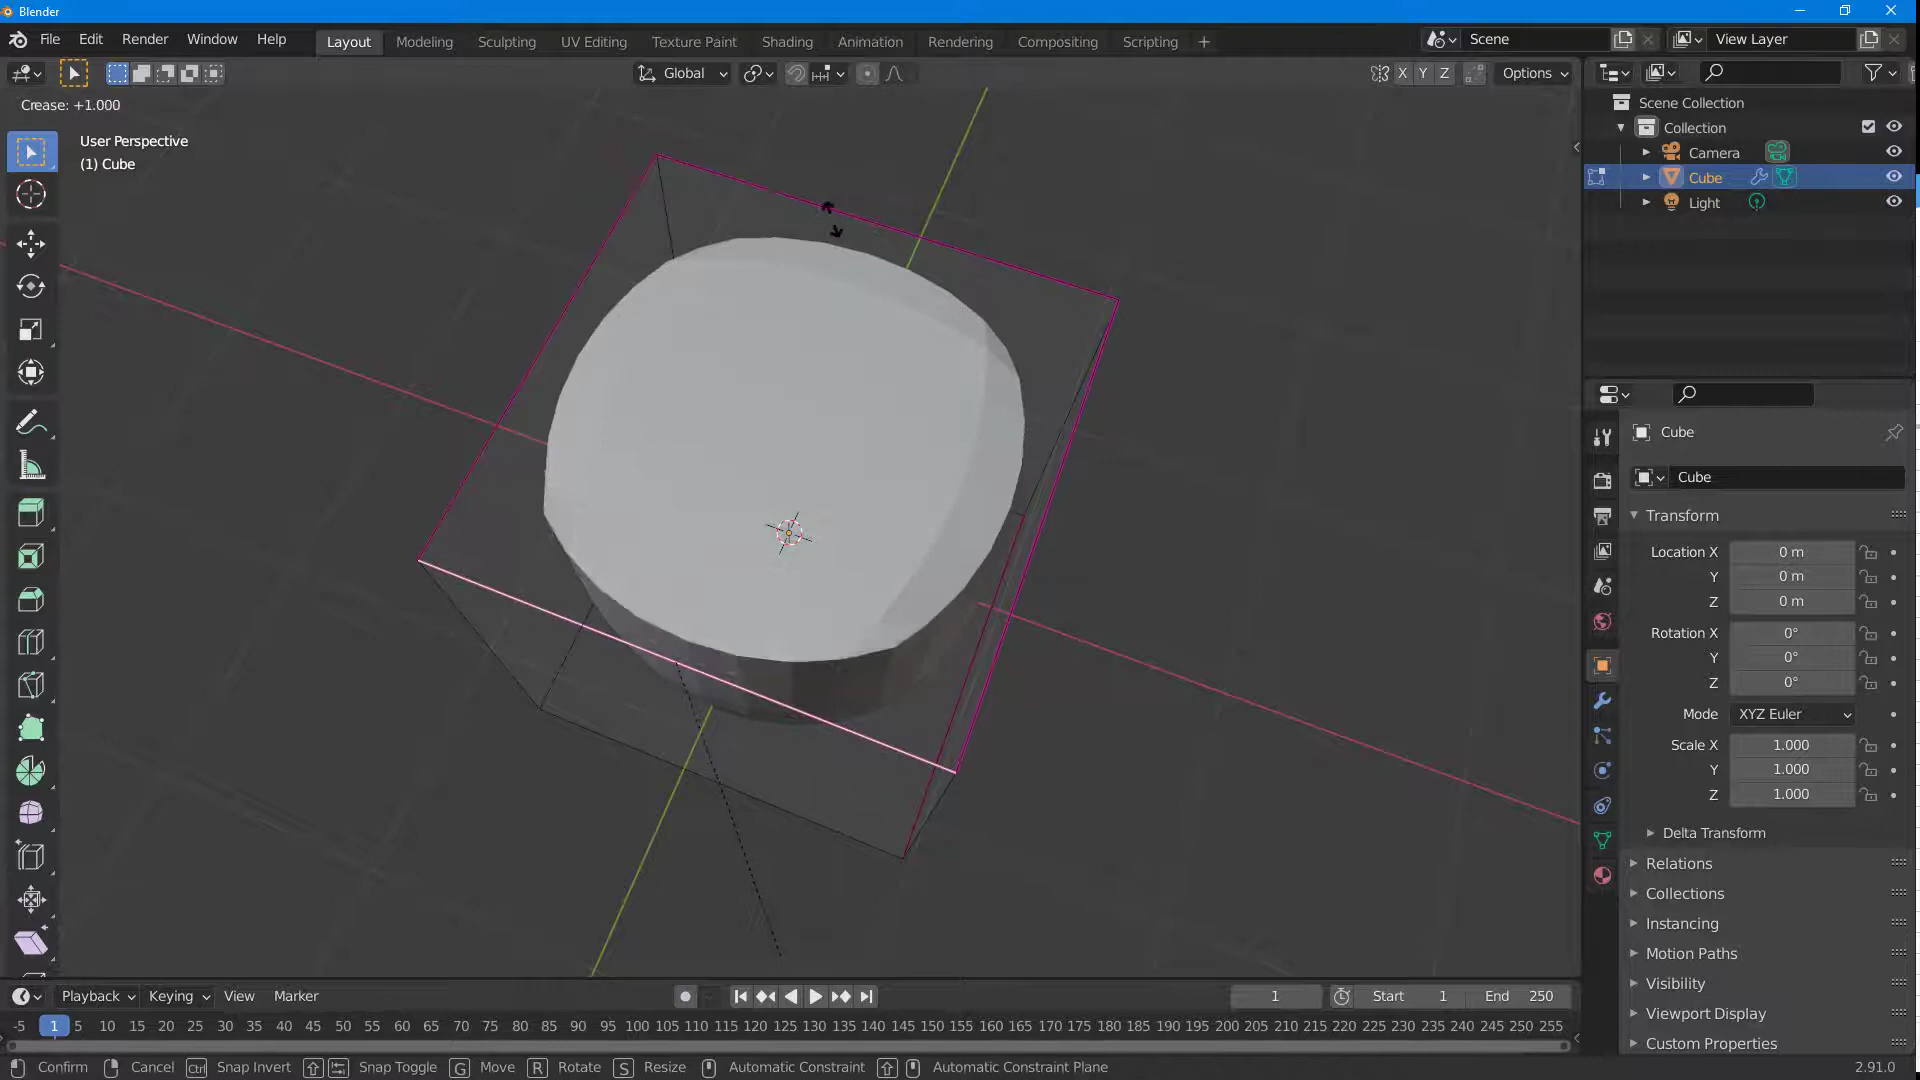 Blender
File Edit Render Window Help
Layout Modeling Sculpting UV Editing Texture Paint Shading Animation Rendering Compositing Scripting +
Scene
View Layer
Global
X Y Z
Options
Crease: +1.000
User Perspective
(1) Cube
Scene Collection
Collection
Camera
Cube
Light
Cube
Cube
Transform
Location X 0 m
Y 0 m
Z 0 m
Rotation X 0°
Y 0°
Z 0°
Mode XYZ Euler
Scale X 1.000
Y 1.000
Z 1.000
Delta Transform
Relations
Collections
Instancing
Motion Paths
Visibility
Viewport Display
Custom Properties
Playback Keying View Marker
1 Start 1 End 250
-5 1 5 10 15 20 25 30 35 40 45 50 55 60 65 70 75 80 85 90 95 100 105 110 115 120 125 130 135 140 145 150 155 160 165 170 175 180 185 190 195 200 205 210 215 220 225 230 235 240 245 250 255
Confirm Cancel Ctrl Snap Invert Snap Toggle G Move R Rotate S Resize Automatic Constraint Automatic Constraint Plane 2.91.0